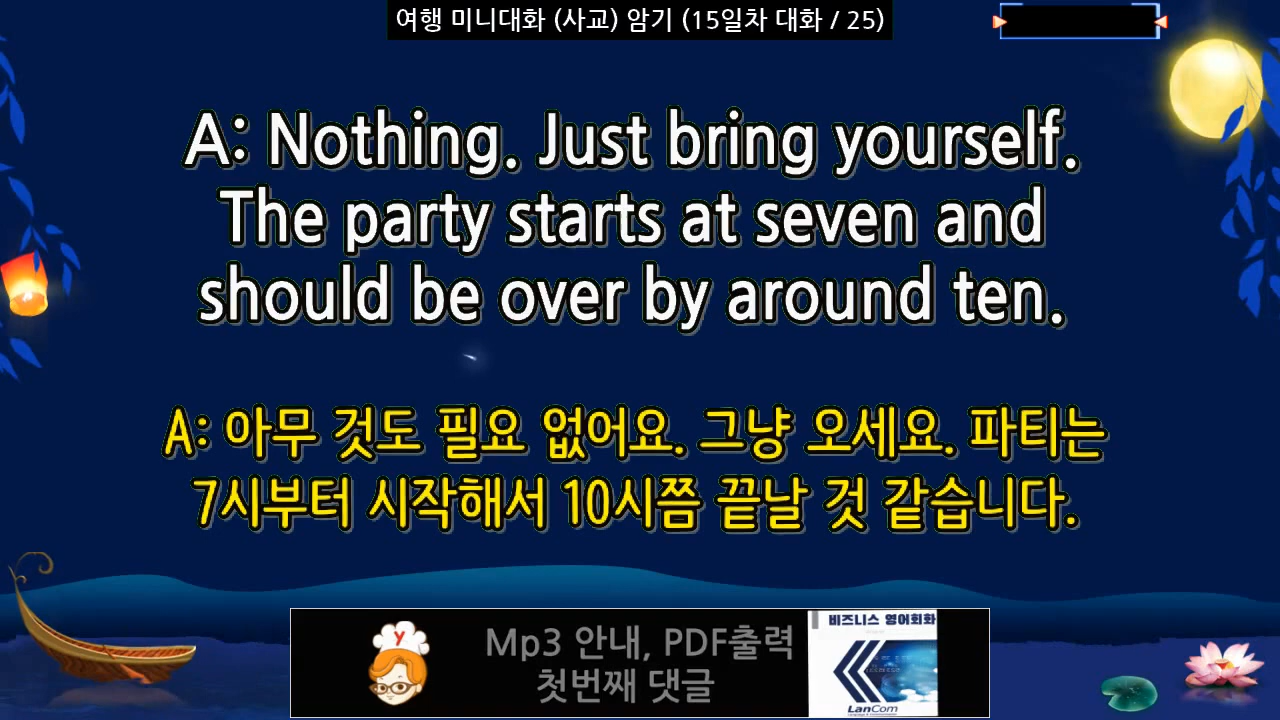 여행 미니대화 (사교) 암기 (15일차 대화 / 25)
A: Nothing. Just bring yourself.
The party starts at seven and
should be over by around ten.
A: 아무 것도 필요 없어요. 그냥 오세요. 파티는
7시부터 시작해서 10시쯤 끝날 것 같습니다.
Y
Mp3 안내, PDF출력
첫번째 댓글
비즈니스 영어회화
LanCom